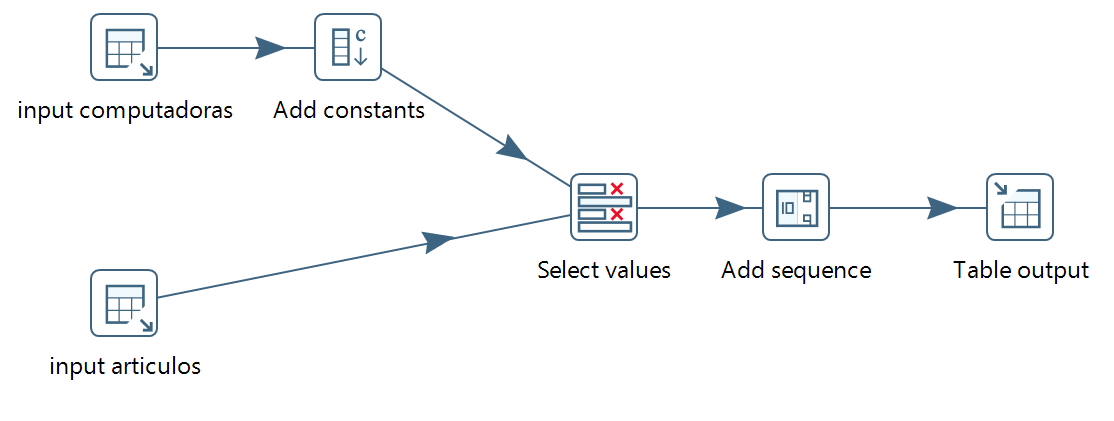 input computadoras
Add constants
Select values
Add sequence
Table output
input articulos